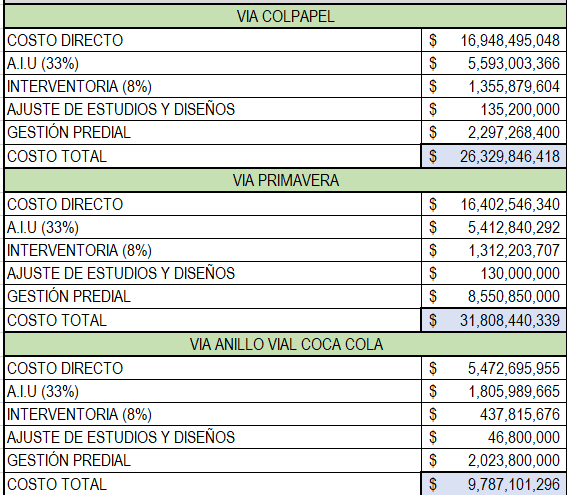 VIA COLPAPEL
COSTO DIRECTO $ 16,948,495,048
A.I.U (33%) $ 5,593,003,366
INTERVENTORIA (8%) $ 1,355,879,604
AJUSTE DE ESTUDIOS Y DISEÑOS $ 135,200,000
GESTIÓN PREDIAL $ 2,297,268,400
COSTO TOTAL $ 26,329,846,418
VIA PRIMAVERA
COSTO DIRECTO $ 16,402,546,340
A.I.U (33%) $ 5,412,840,292
INTERVENTORIA (8%) $ 1,312,203,707
AJUSTE DE ESTUDIOS Y DISEÑOS $ 130,000,000
GESTIÓN PREDIAL $ 8,550,850,000
COSTO TOTAL $ 31,808,440,339
VIA ANILLO VIAL COCA COLA
COSTO DIRECTO $ 5,472,695,955
A.I.U (33%) $ 1,805,989,665
INTERVENTORIA (8%) $ 437,815,676
AJUSTE DE ESTUDIOS Y DISEÑOS $ 46,800,000
GESTIÓN PREDIAL $ 2,023,800,000
COSTO TOTAL $ 9,787,101,296